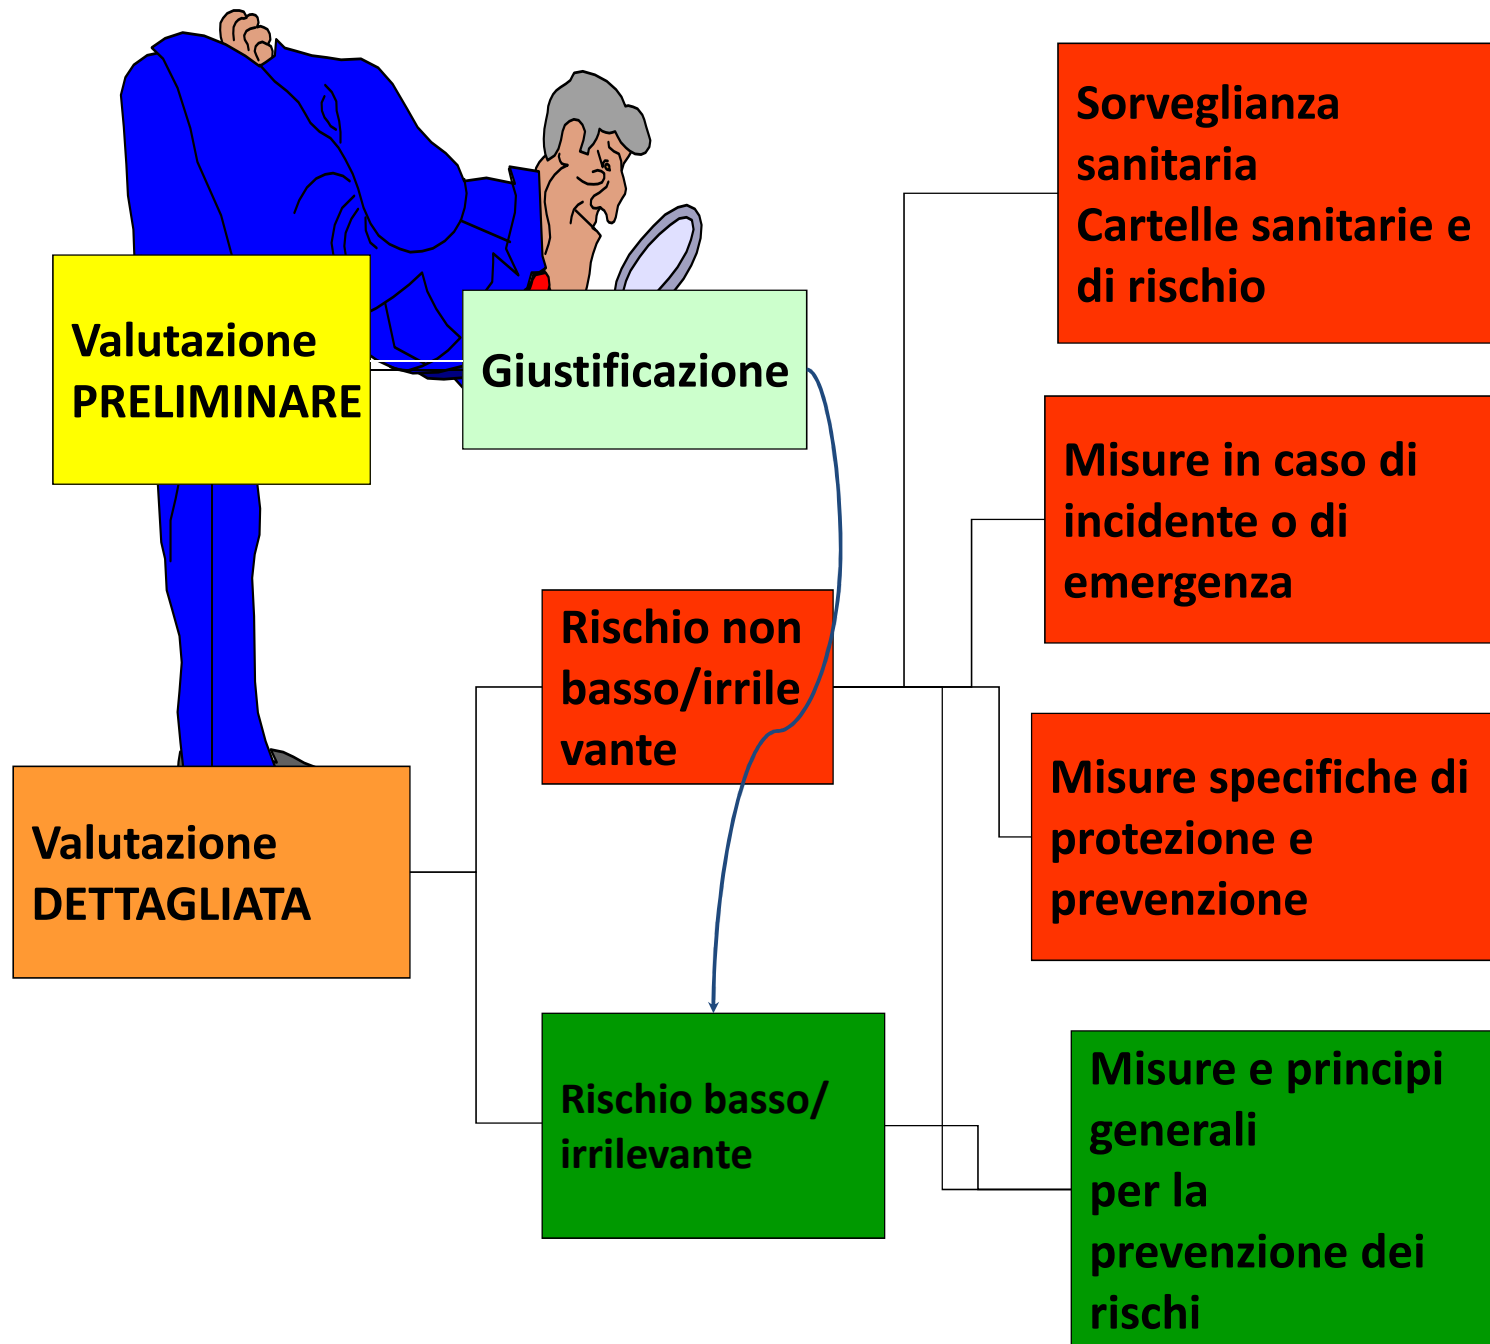 Valutazione
PRELIMINARE
Giustificazione
Sorveglianza
sanitaria
Cartelle sanitarie e
di rischio
Misure in caso di
incidente o di
emergenza
Rischio non
basso/irrile
vante
Misure specifiche di
protezione e
prevenzione
Valutazione
DETTAGLIATA
Rischio basso/
irrilevante
Misure e principi
generali
per la
prevenzione dei
rischi